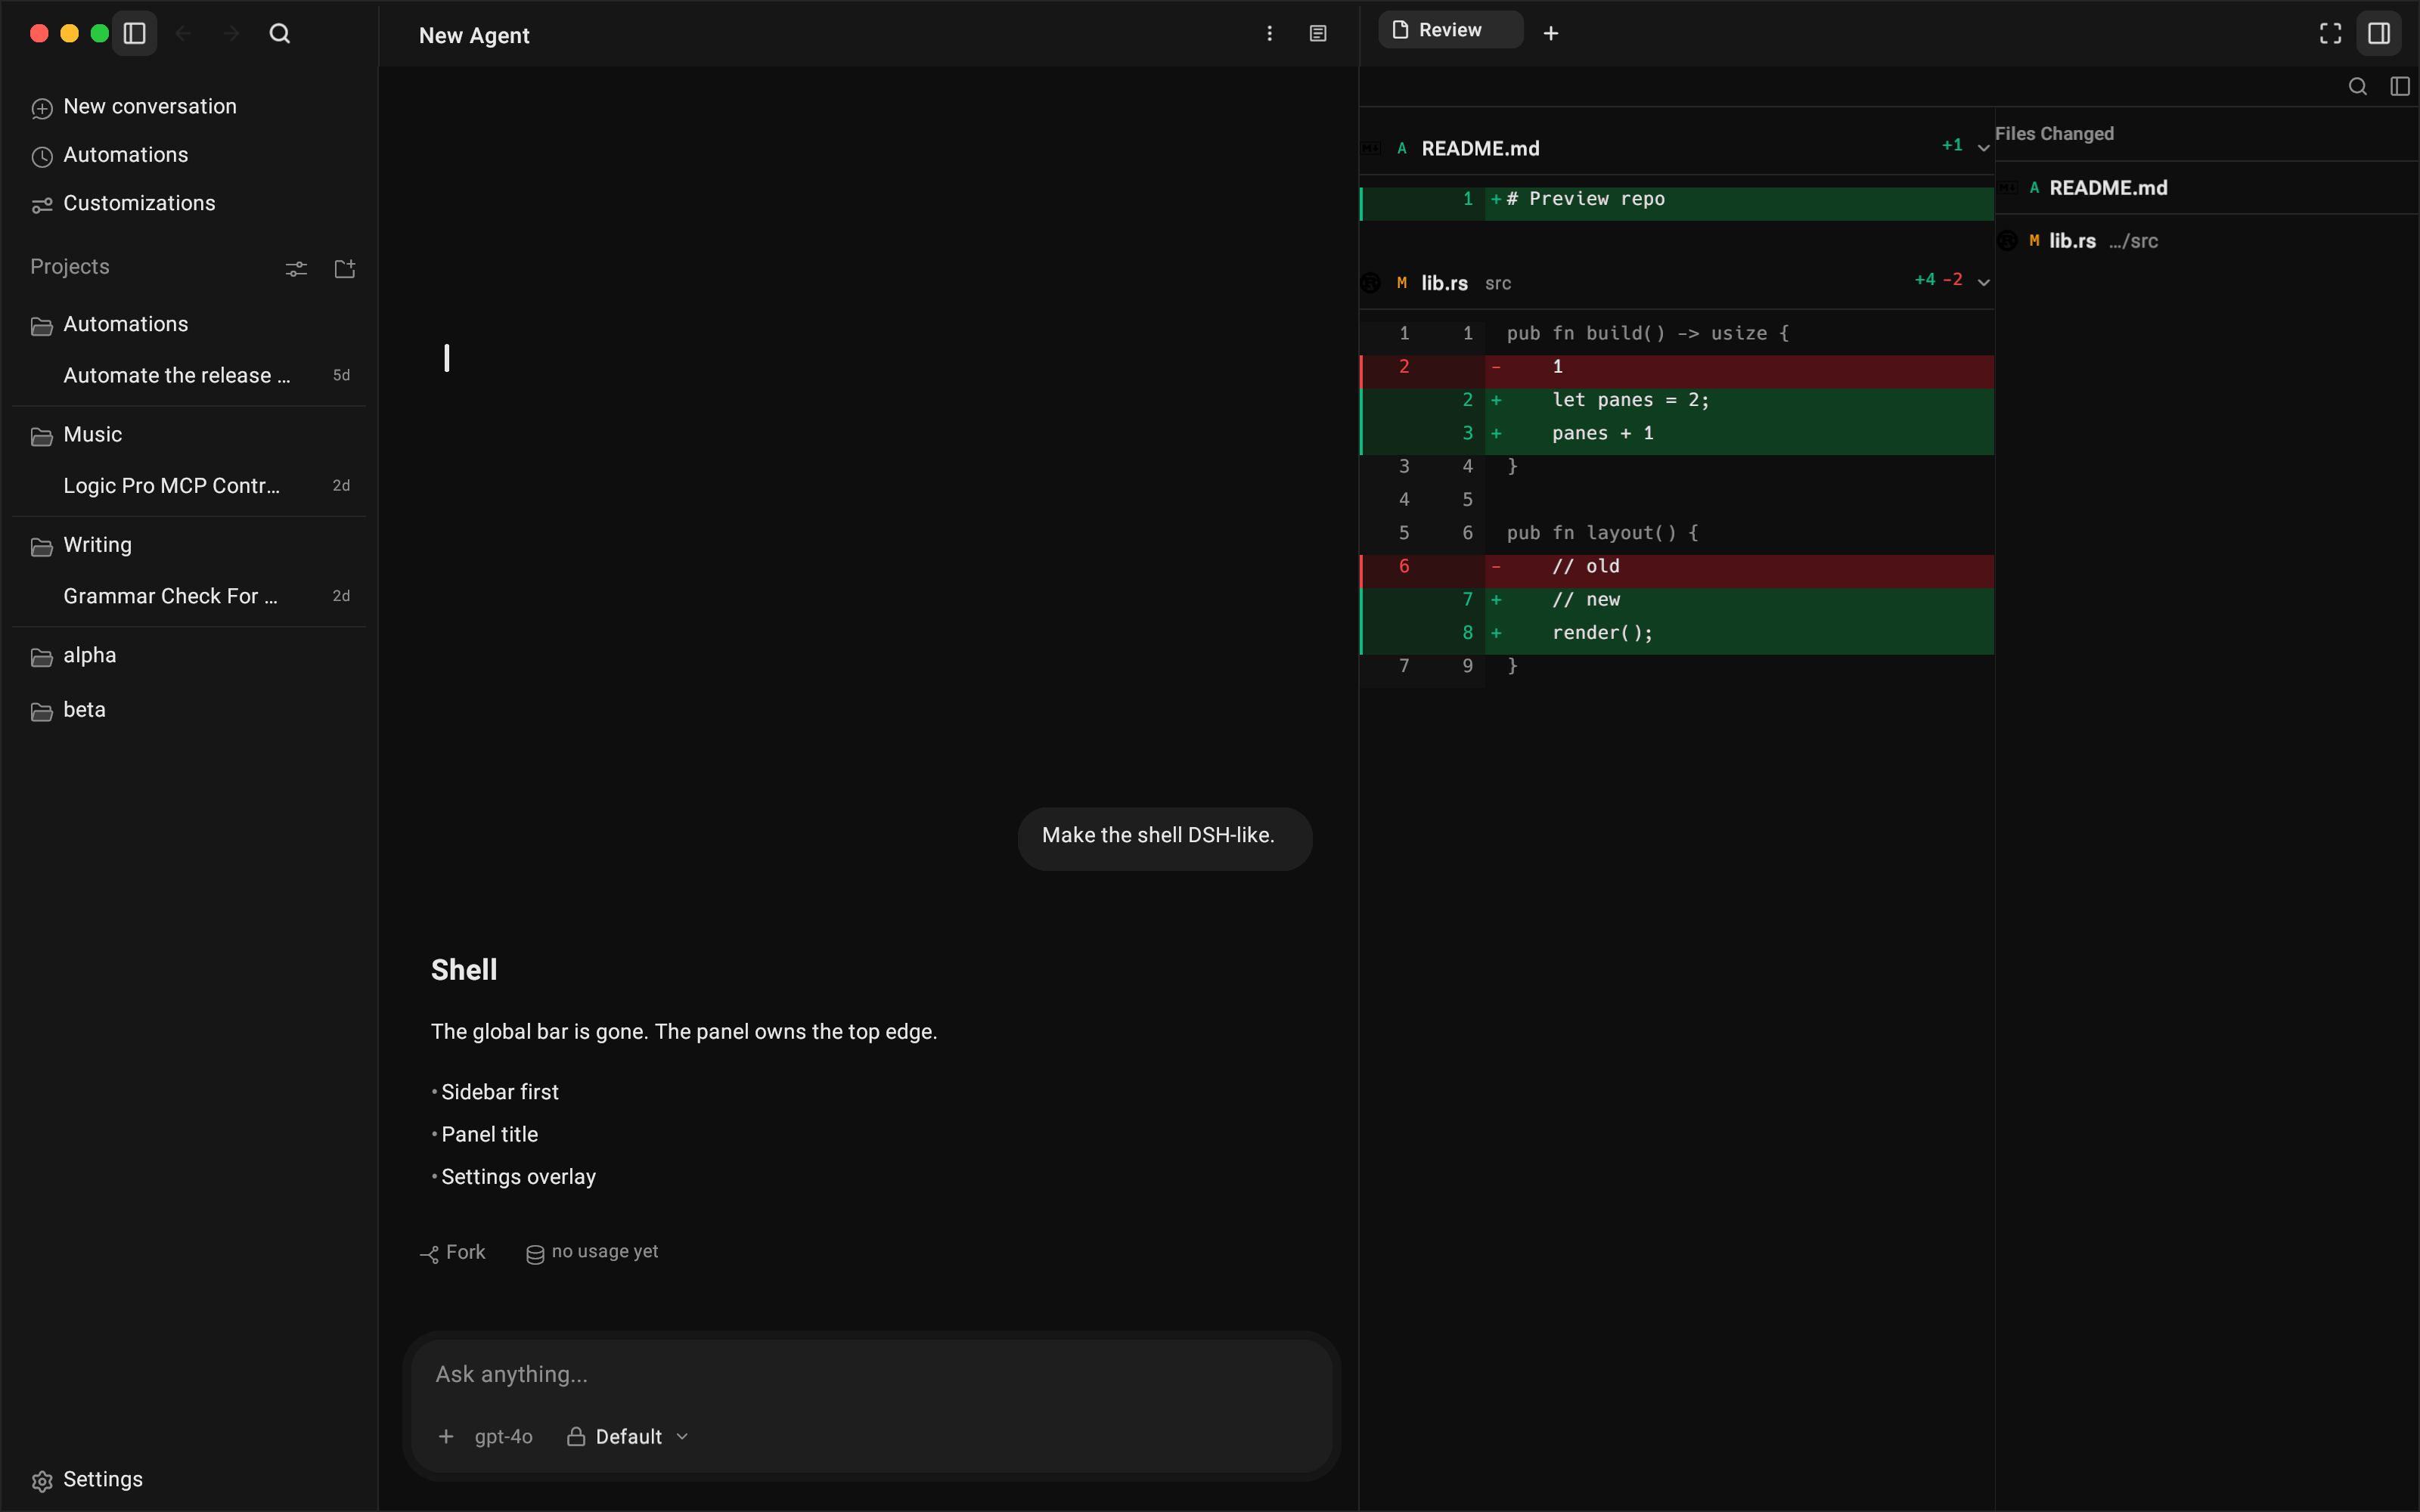 New Agent
Review
New conversation
Automations
Customizations
Projects
Automations
Automate the release ... 5d
Music
Logic Pro MCP Contr... 2d
Writing
Grammar Check For ... 2d
alpha
beta
Settings
Make the shell DSH-like.
Shell
The global bar is gone. The panel owns the top edge.
• Sidebar first
• Panel title
• Settings overlay
Fork no usage yet
Ask anything...
gpt-4o Default
A README.md +1
1 + # Preview repo
M lib.rs src +4 -2
1 1 pub fn build() -> usize {
2 - 1
2 + let panes = 2;
3 + panes + 1
3 4 }
4 5
5 6 pub fn layout() {
6 - // old
7 + // new
8 + render();
7 9 }
Files Changed
A README.md
M lib.rs .../src